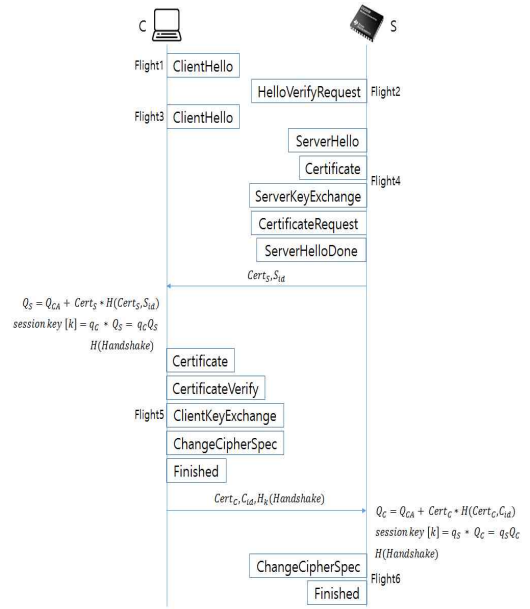 C
S
Flight1 ClientHello
HelloVerifyRequest Flight2
Flight3 ClientHello
ServerHello
Certificate
Flight4
ServerKeyExchange
CertificateRequest
ServerHelloDone
Cert_S,S_id
Q_S = Q_CA + Cert_S * H(Cert_S,S_id)
session key [k] = q_C * Q_S = q_C Q_S
H(Handshake)
Certificate
CertificateVerify
Flight5 ClientKeyExchange
ChangeCipherSpec
Finished
Cert_C,C_id,H_k(Handshake)
Q_C = Q_CA + Cert_C * H(Cert_C,C_id)
session key [k] = q_S * Q_C = q_S Q_C
H(Handshake)
ChangeCipherSpec
Flight6
Finished